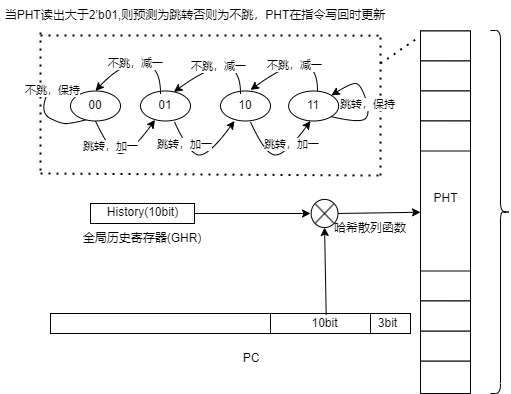 当PHT读出大于2'b01,则预测为跳转否则为不跳，PHT在指令写回时更新
不跳，减一
不跳，减一
不跳，减一
不跳，保持
00
01
10
11
跳转，保持
跳转，加一
跳转，加一
跳转，加一
PHT
History(10bit)
全局历史寄存器(GHR)
哈希散列函数
10bit
3bit
PC